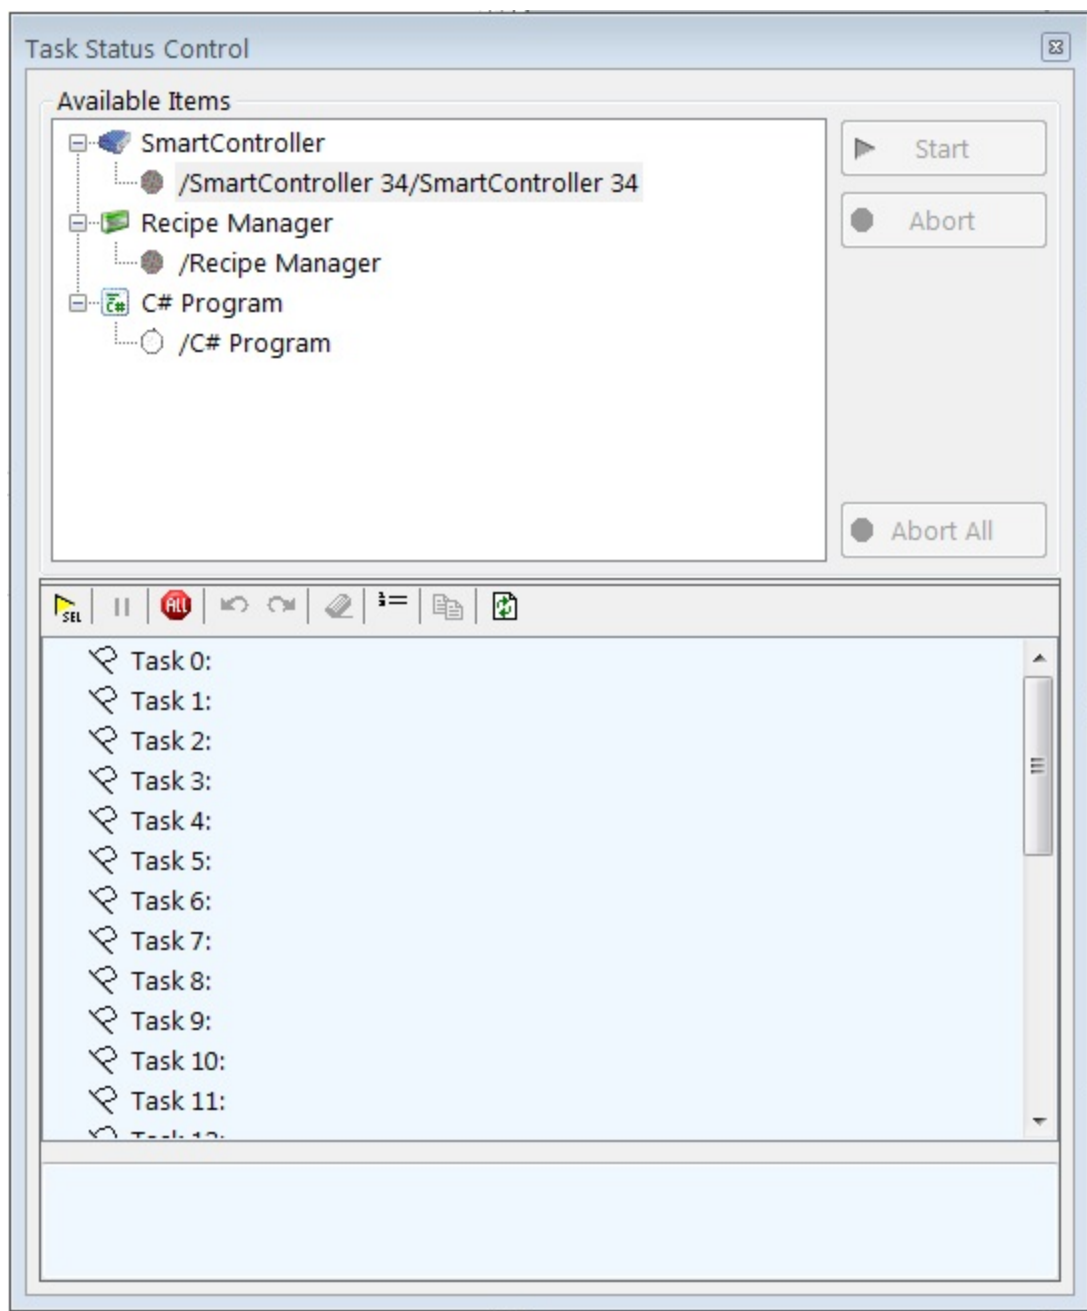 Task Status Control
Available Items
SmartController
/SmartController 34/SmartController 34
Recipe Manager
/Recipe Manager
C# Program
/C# Program
Start
Abort
Abort All
SEL
ALL
Task 0:
Task 1:
Task 2:
Task 3:
Task 4:
Task 5:
Task 6:
Task 7:
Task 8:
Task 9:
Task 10:
Task 11: